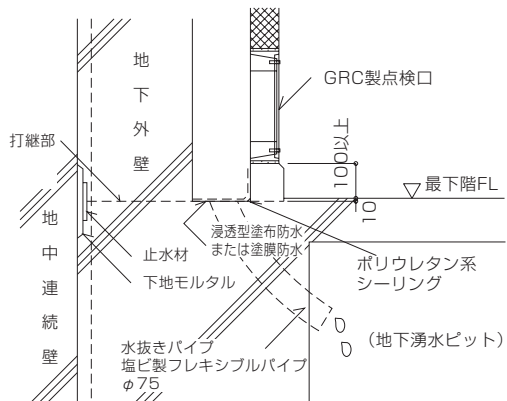 地下外壁
GRC製点検口
打継部
100以上
最下階FL
10
地中連続壁
浸透型塗布防水
または塗膜防水
止水材
下地モルタル
ポリウレタン系
シーリング
水抜きパイプ
塩ビ製フレキシブルパイプ
φ75
(地下湧水ピット)